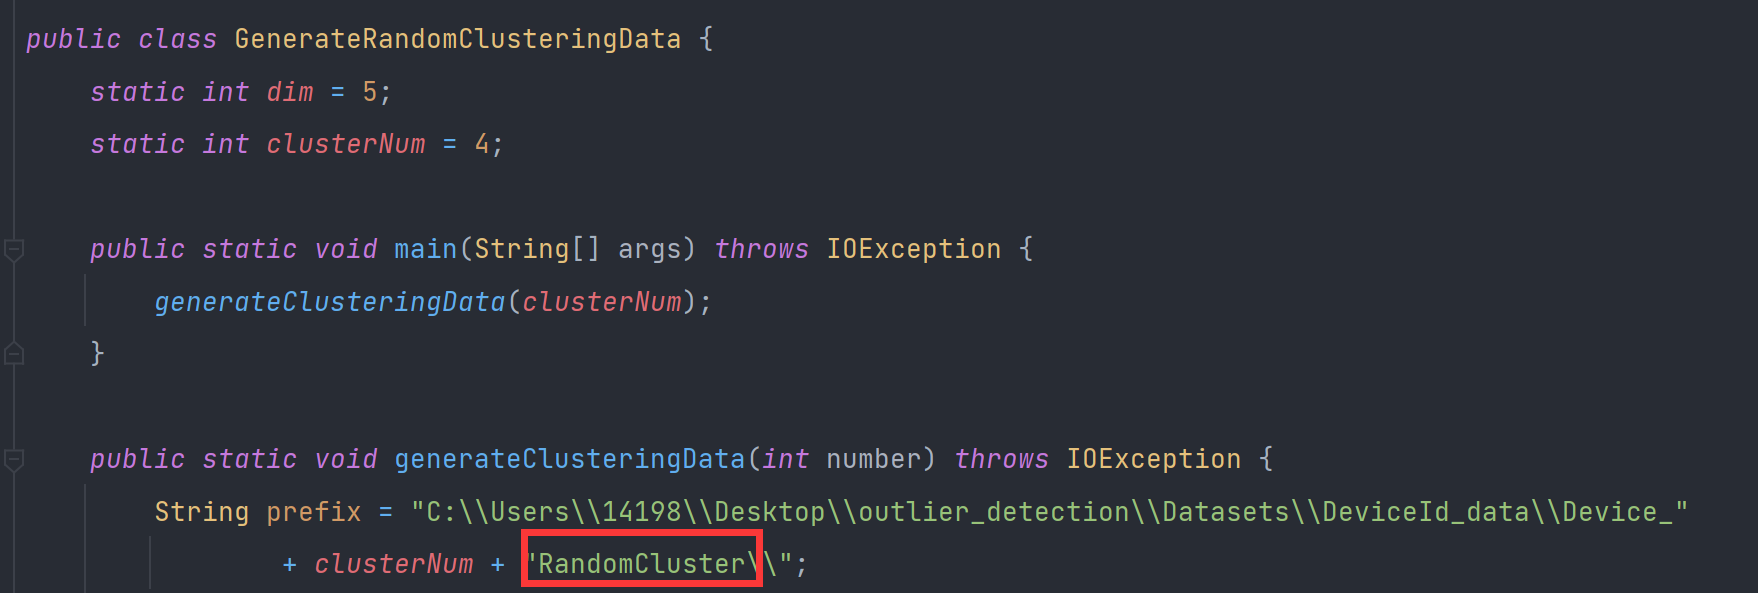 public class GenerateRandomClusteringData {
static int dim = 5;
static int clusterNum = 4;
public static void main(String[] args) throws IOException {
generateClusteringData(clusterNum);
}
public static void generateClusteringData(int number) throws IOException {
String prefix = "C:\\Users\\14198\\Desktop\\outlier_detection\\Datasets\\DeviceId_data\\Device_"
+ clusterNum + "RandomCluster\\";